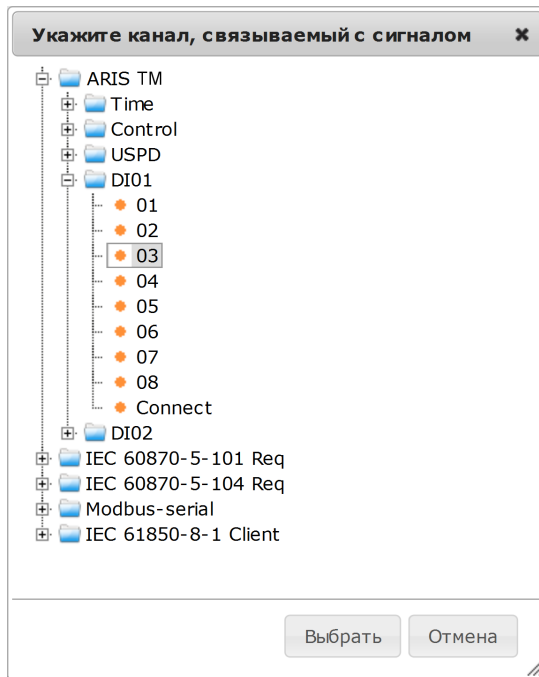 Укажите канал, связываемый с сигналом
ARIS TM
Time
Control
USPD
DI01
01
02
03
04
05
06
07
08
Connect
DI02
IEC 60870-5-101 Req
IEC 60870-5-104 Req
Modbus-serial
IEC 61850-8-1 Client
Выбрать Отмена